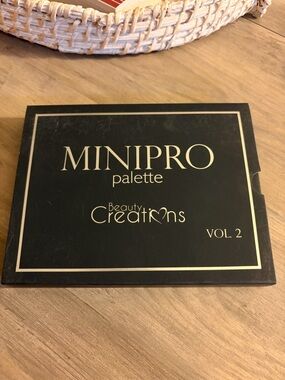 MINIPRO
palette
Beauty
Creations
VOL. 2